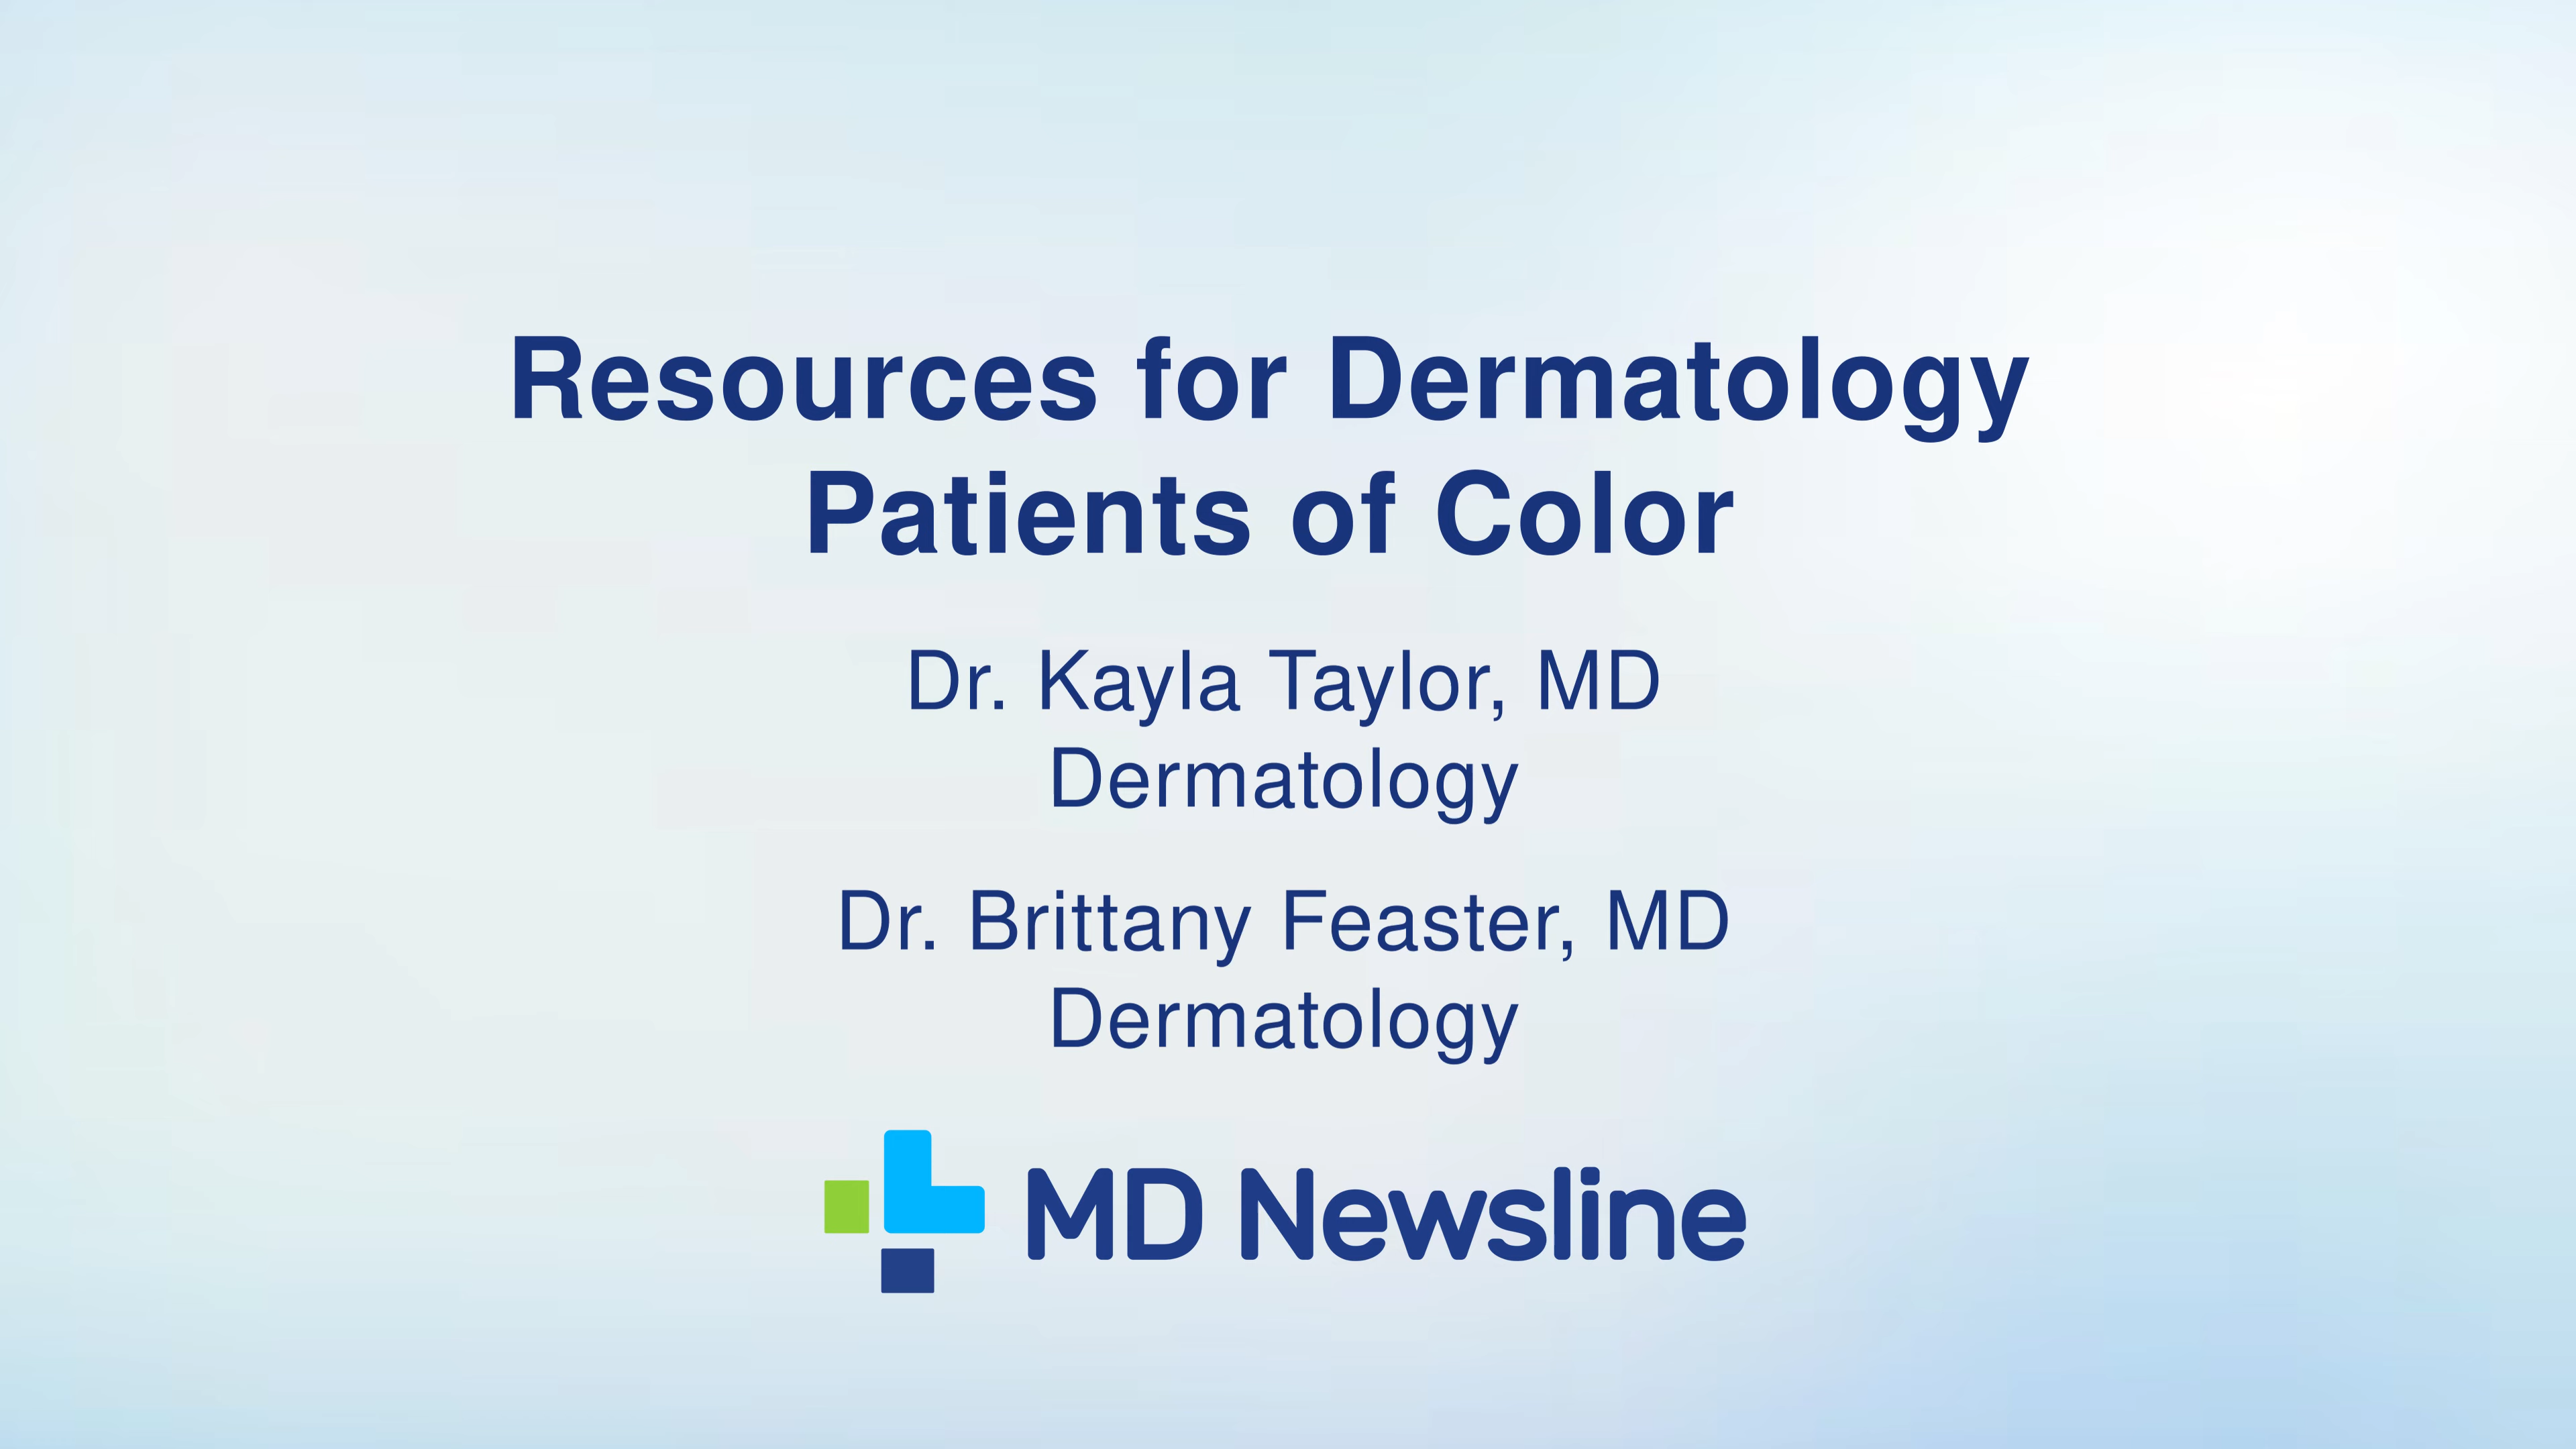 Resources for Dermatology
Patients of Color
Dr. Kayla Taylor, MD
Dermatology
Dr. Brittany Feaster, MD
Dermatology
MD Newsline